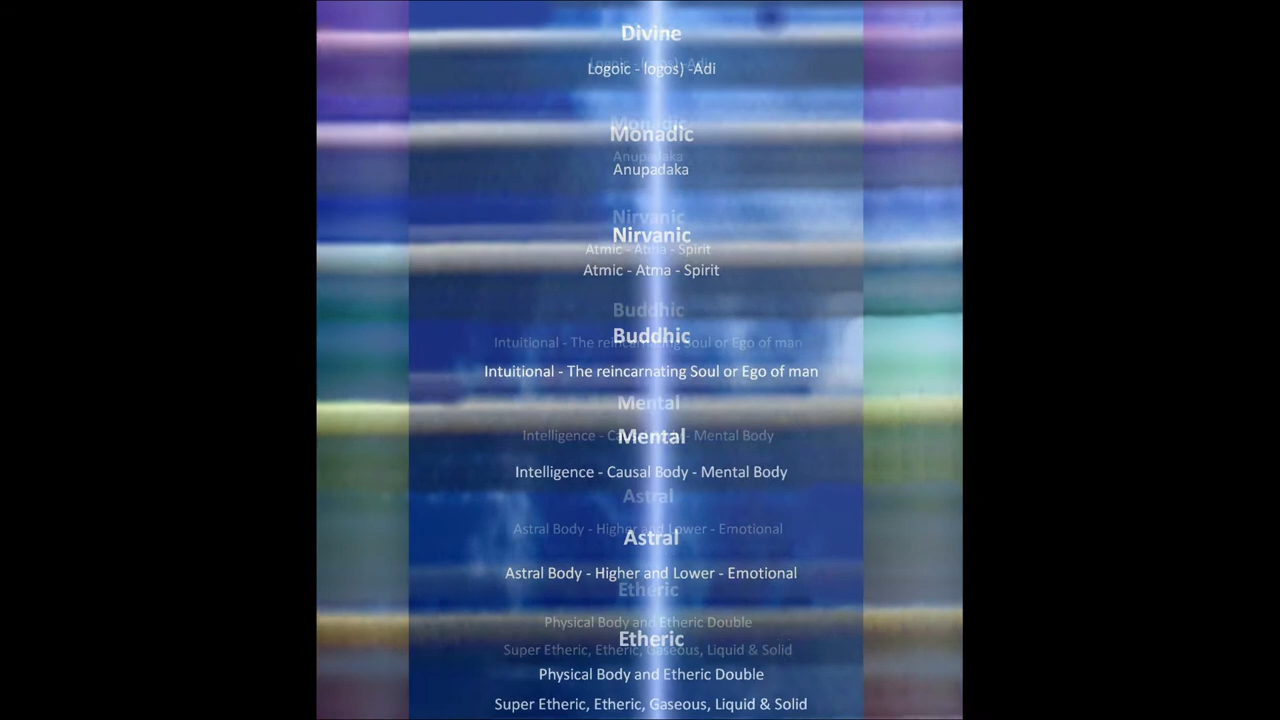 Divine
Logoic - logos) -Adi
Monadic
Anupadaka
Nirvanic
Atmic - Atma - Spirit
Buddhic
Intuitional - The reincarnating Soul or Ego of man
Mental
Intelligence - Causal Body - Mental Body
Astral
Astral Body - Higher and Lower - Emotional
Etheric
Physical Body and Etheric Double
Super Etheric, Etheric, Gaseous, Liquid & Solid